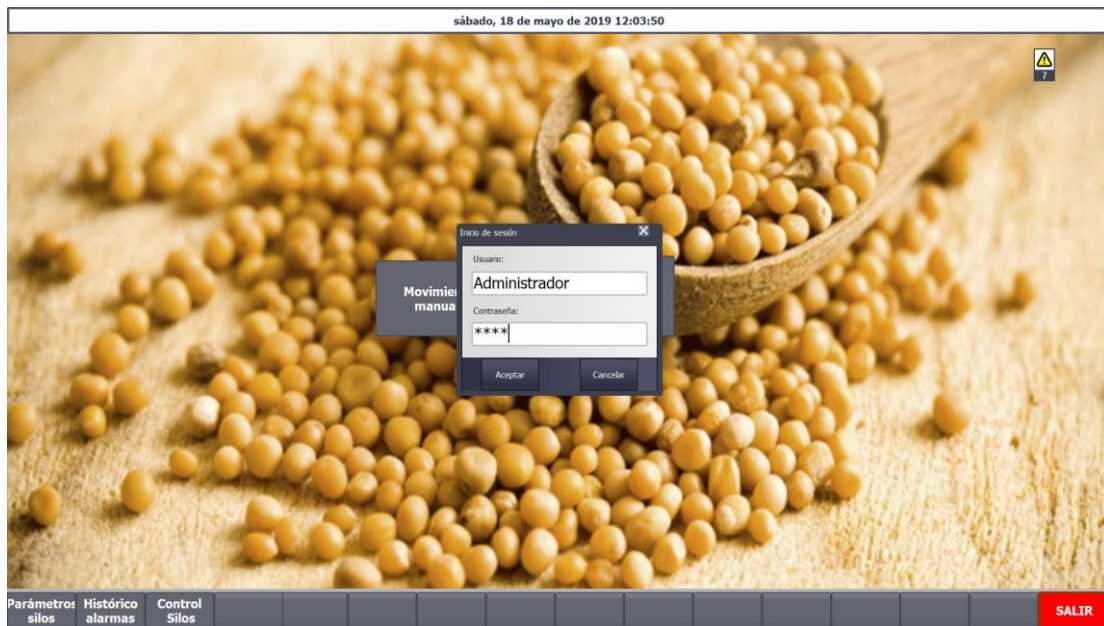 sábado, 18 de mayo de 2019 12:03:50
7
Inicio de sesión
Usuario:
Administrador
Contraseña:
****
Aceptar
Cancelar
manua
Parámetros
silos
Histórico
alarmas
Control
Silos
SALIR